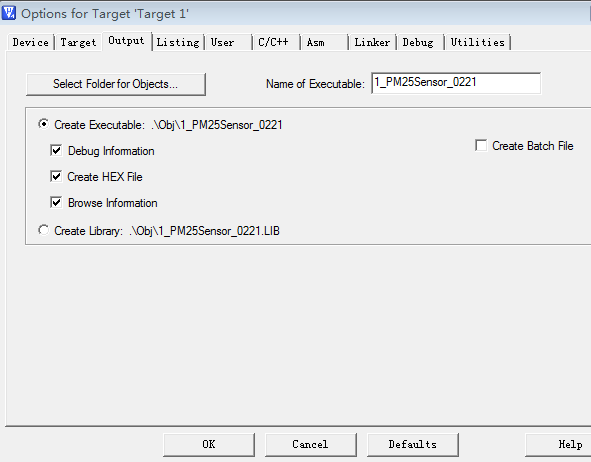 Options for Target 'Target 1'
Device Target Output Listing User C/C++ Asm Linker Debug Utilities
Select Folder for Objects... Name of Executable: 1_PM25Sensor_0221
Create Executable: .\Obj\1_PM25Sensor_0221
Debug Information Create Batch File
Create HEX File
Browse Information
Create Library: .\Obj\1_PM25Sensor_0221.LIB
OK Cancel Defaults Help